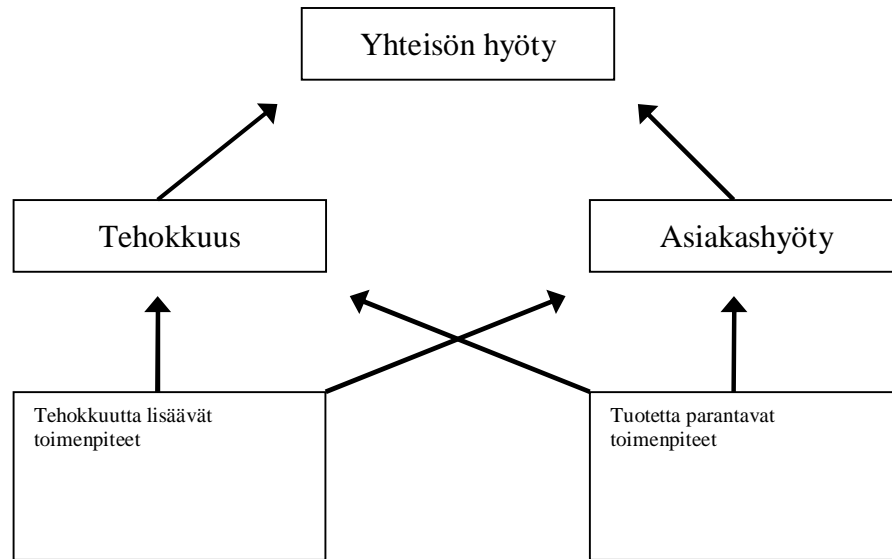 Yhteisön hyöty
Tehokkuus
Asiakashyöty
Tehokkuutta lisäävät
toimenpiteet
Tuotetta parantavat
toimenpiteet